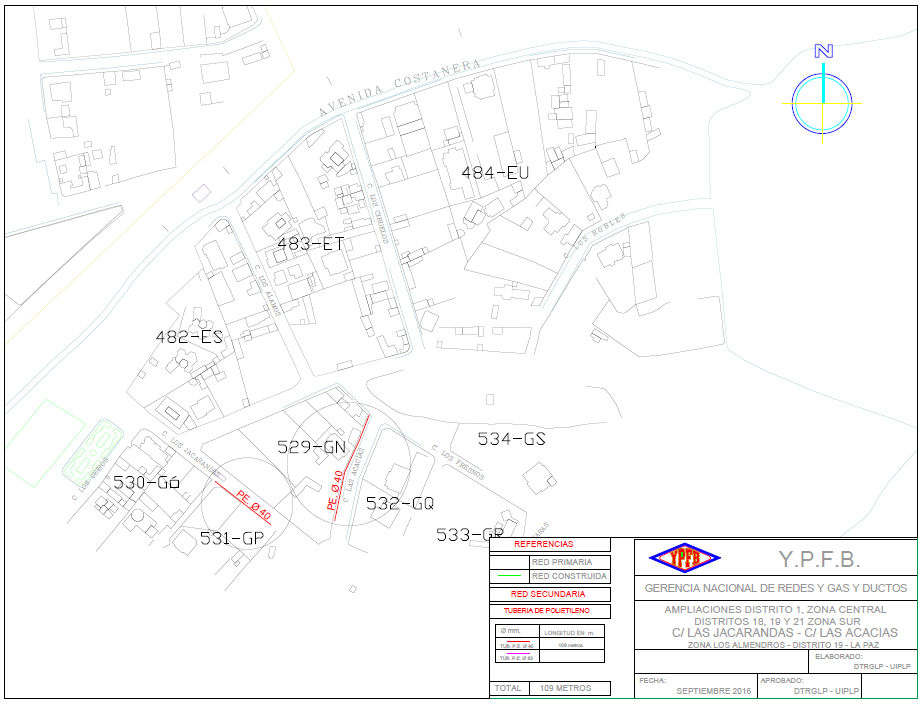 N
AVENIDA COSTANERA
484-EU
C. LOS CIRUELOS
C. LOS ROBLES
483-ET
C. LOS ALAMOS
482-ES
529-GN
534-GS
C. LOS JACARANDAS
C. LAS ACACIAS
C. LOS FRESNOS
PE. Ø 40
PE. Ø 40
530-Gó
C. LOS CEIBOS
532-GQ
531-GP
533-GR
REFERENCIAS
RED PRIMARIA
RED CONSTRUIDA
RED SECUNDARIA
TUBERIA DE POLIETILENO
Ø mm. LONGITUD EN m.
TUB. P.E. Ø 40 109 metros
TUB. P.E. Ø 63
TOTAL 109 METROS
YPFB Y.P.F.B.
GERENCIA NACIONAL DE REDES Y GAS Y DUCTOS
AMPLIACIONES DISTRITO 1, ZONA CENTRAL
DISTRITOS 18, 19 Y 21 ZONA SUR
C/ LAS JACARANDAS - C/ LAS ACACIAS
ZONA LOS ALMENDROS - DISTRITO 19 - LA PAZ
ELABORADO:
DTRGLP - UIPLP
FECHA:
SEPTIEMBRE 2016
APROBADO:
DTRGLP - UIPLP